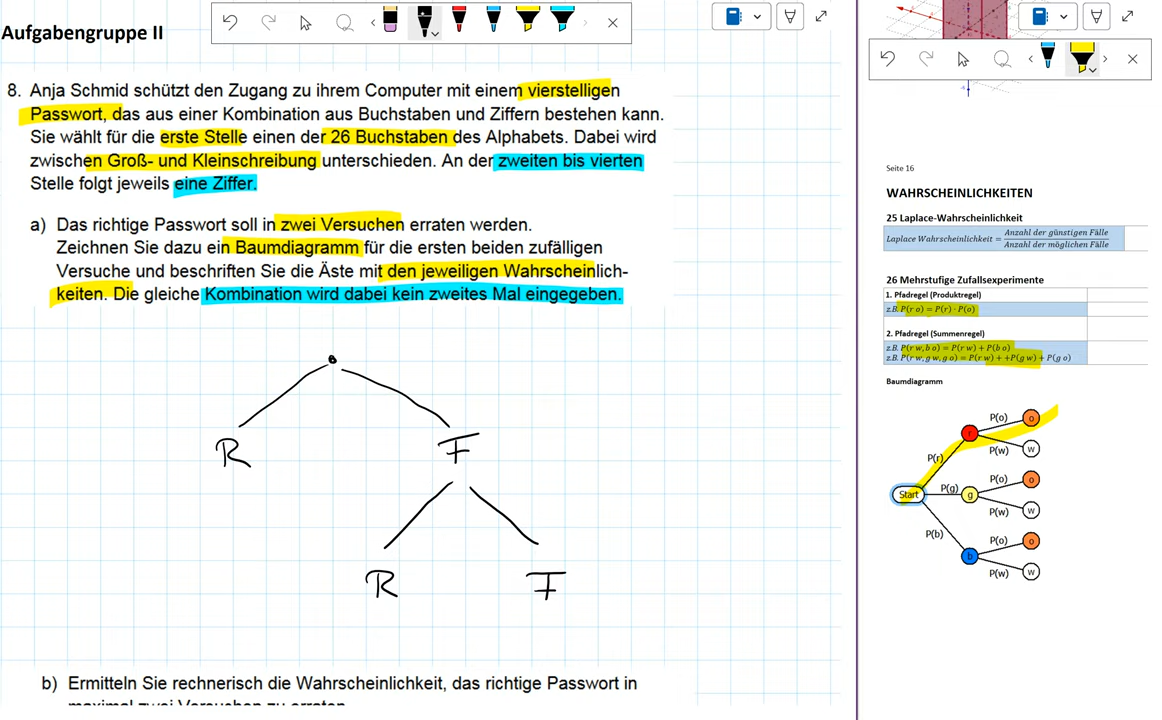 Aufgabengruppe II
8. Anja Schmid schützt den Zugang zu ihrem Computer mit einem vierstelligen
Passwort, das aus einer Kombination aus Buchstaben und Ziffern bestehen kann.
Sie wählt für die erste Stelle einen der 26 Buchstaben des Alphabets. Dabei wird
zwischen Groß- und Kleinschreibung unterschieden. An der zweiten bis vierten
Stelle folgt jeweils eine Ziffer.
a) Das richtige Passwort soll in zwei Versuchen erraten werden.
Zeichnen Sie dazu ein Baumdiagramm für die ersten beiden zufälligen
Versuche und beschriften Sie die Äste mit den jeweiligen Wahrscheinlich-
keiten. Die gleiche Kombination wird dabei kein zweites Mal eingegeben.
R F
R F
b) Ermitteln Sie rechnerisch die Wahrscheinlichkeit, das richtige Passwort in
maximal zwei Versuchen zu erraten.
Seite 16
WAHRSCHEINLICHKEITEN
25 Laplace-Wahrscheinlichkeit
Laplace Wahrscheinlichkeit = Anzahl der günstigen Fälle
Anzahl der möglichen Fälle
26 Mehrstufige Zufallsexperimente
1. Pfadregel (Produktregel)
z.B. P(r o) = P(r) · P(o)
2. Pfadregel (Summenregel)
z.B. P(r w, b o) = P(r w) + P(b o)
z.B. P(r w; g w, g o) = P(r w) + +P(g w) + P(g o)
Baumdiagramm
P(o) o
r
P(w) w
P(r)
P(o) o
Start P(g) g
P(w) w
P(b)
P(o) o
b
P(w) w